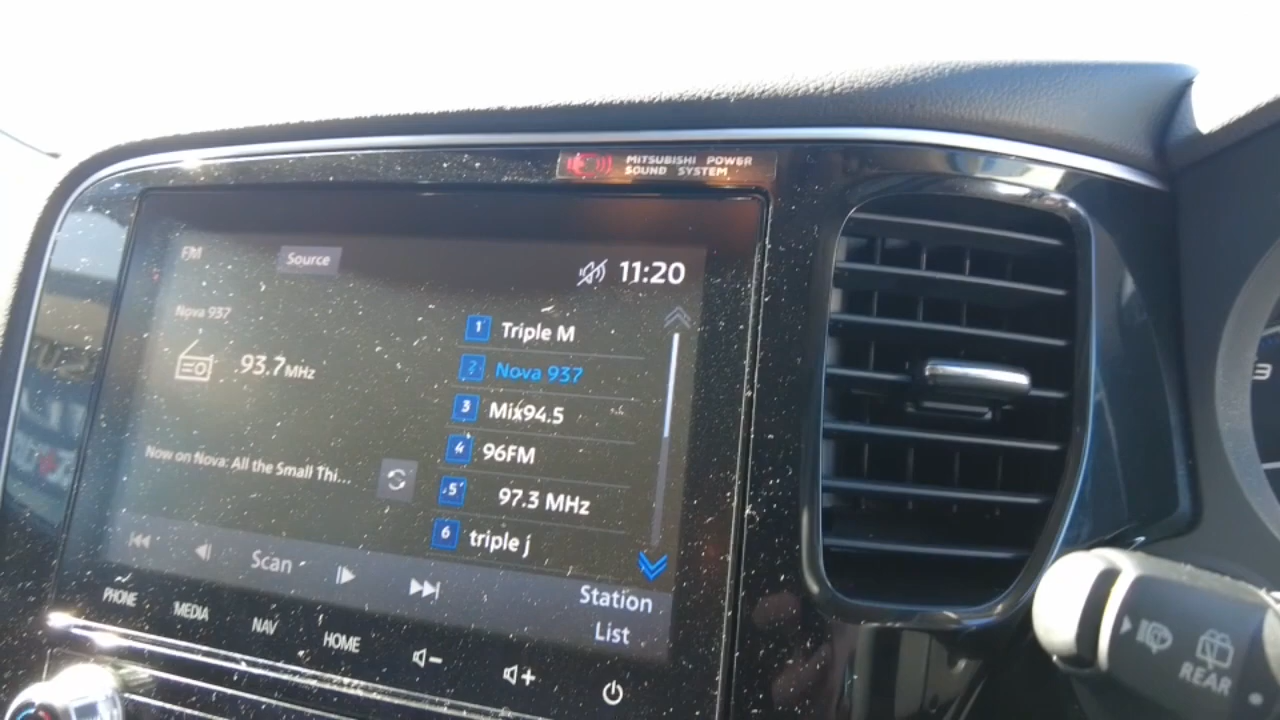 MITSUBISHI POWER
SOUND SYSTEM
FM
Source
11:20
Nova 937
93.7MHz
Now on Nova: All the Small Thi...
1 Triple M
2 Nova 937
3 Mix94.5
4 96FM
5 97.3 MHz
6 triple j
Scan
Station
List
PHONE
MEDIA
NAV
HOME
3
REAR